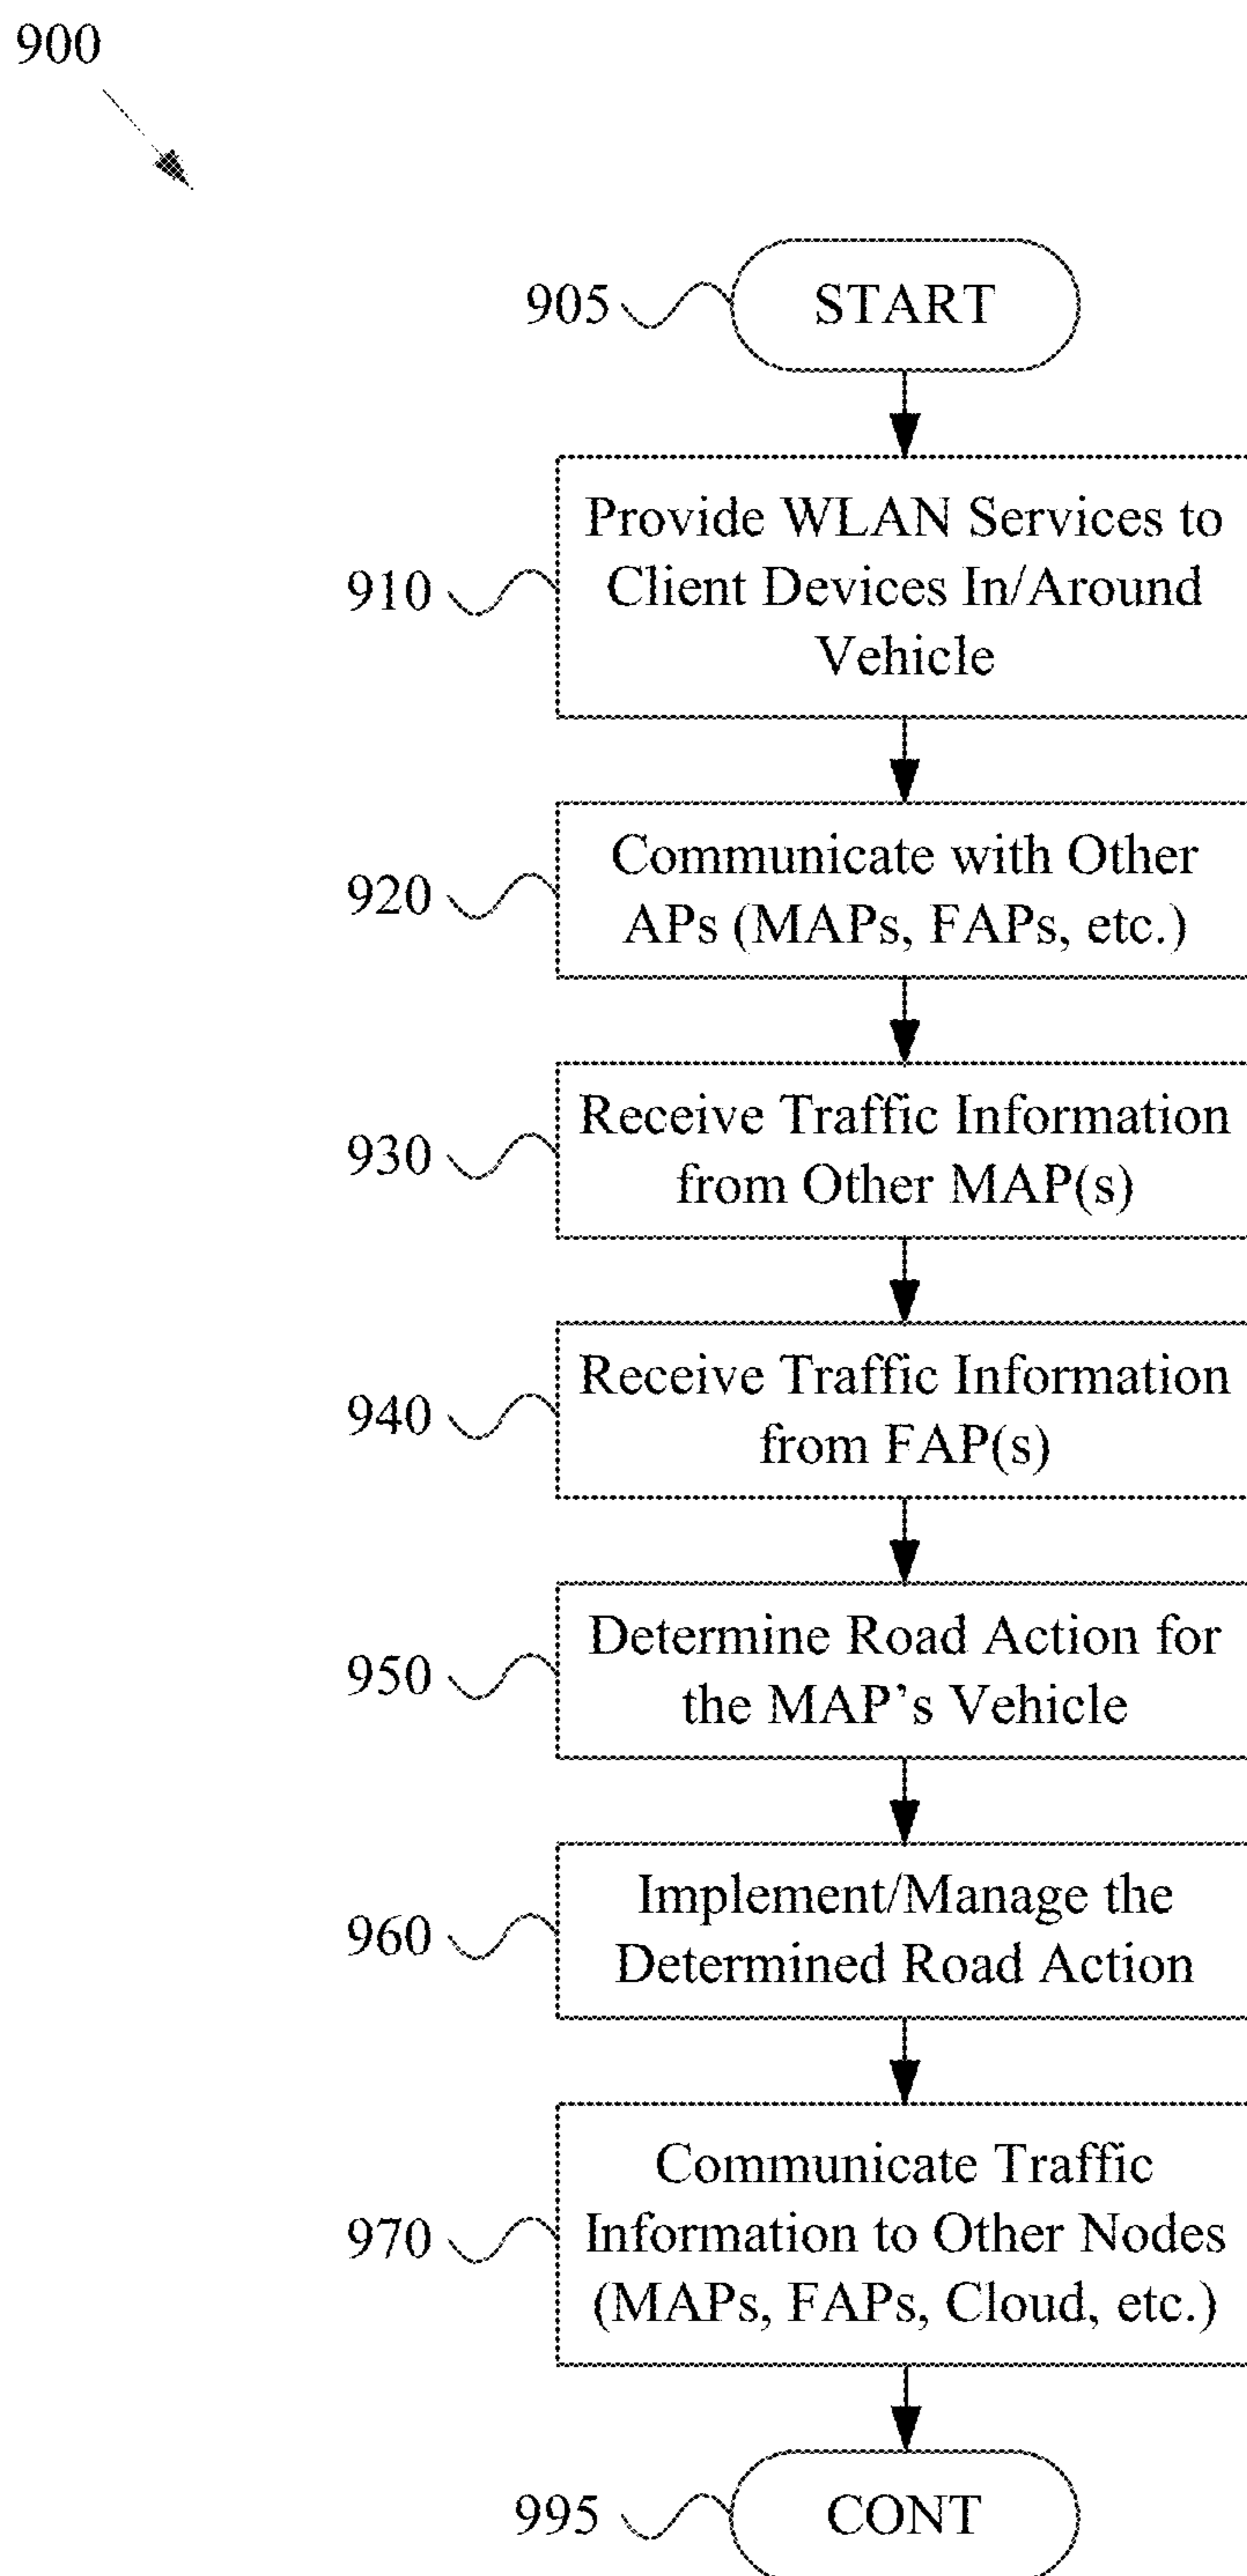 900
905
START
910
Provide WLAN Services to
Client Devices In/Around
Vehicle
920
Communicate with Other
APs (MAPs, FAPs, etc.)
930
Receive Traffic Information
from Other MAP(s)
940
Receive Traffic Information
from FAP(s)
950
Determine Road Action for
the MAP’s Vehicle
960
Implement/Manage the
Determined Road Action
970
Communicate Traffic
Information to Other Nodes
(MAPs, FAPs, Cloud, etc.)
995
CONT